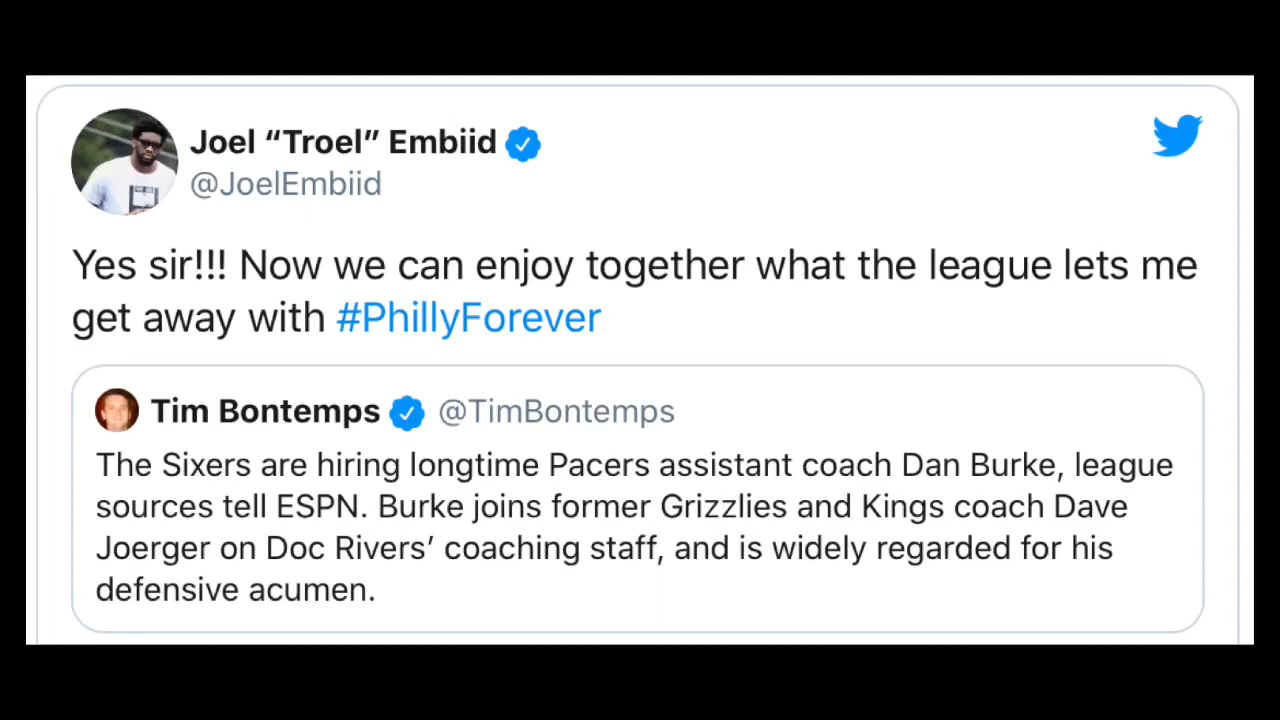 Joel “Troel” Embiid
@JoelEmbiid
Yes sir!!! Now we can enjoy together what the league lets me
get away with #PhillyForever
Tim Bontemps @TimBontemps
The Sixers are hiring longtime Pacers assistant coach Dan Burke, league
sources tell ESPN. Burke joins former Grizzlies and Kings coach Dave
Joerger on Doc Rivers’ coaching staff, and is widely regarded for his
defensive acumen.